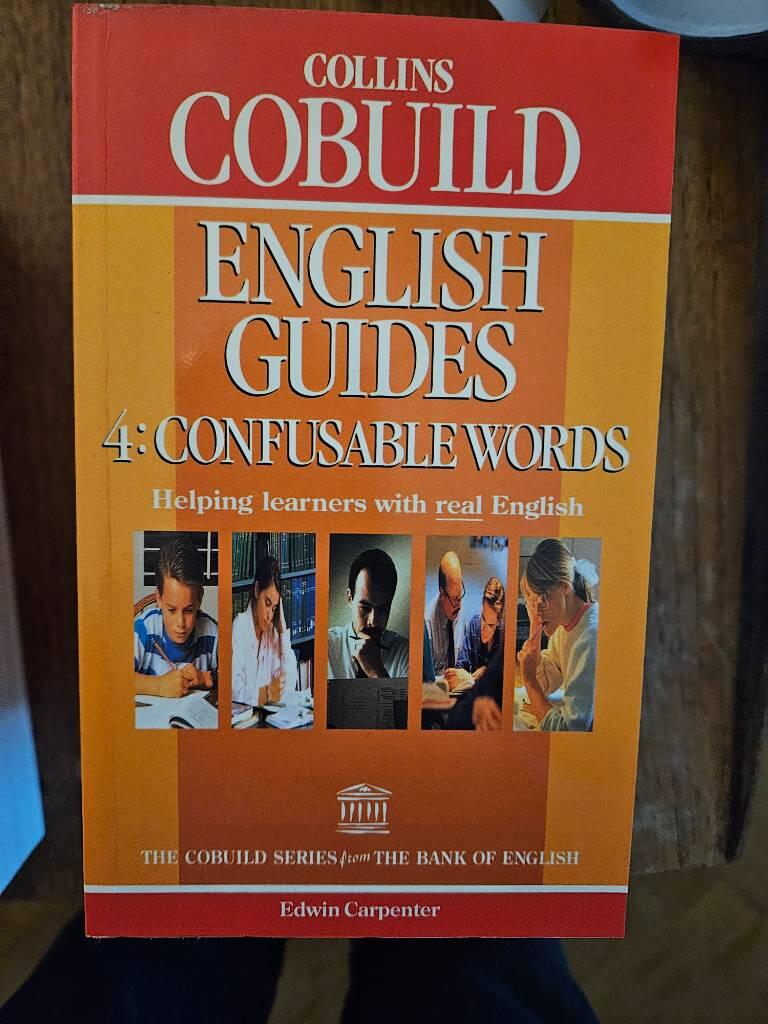 COLLINS
COBUILD
ENGLISH
GUIDES
4: CONFUSABLE WORDS
Helping learners with real English
THE COBUILD SERIES from THE BANK OF ENGLISH
Edwin Carpenter